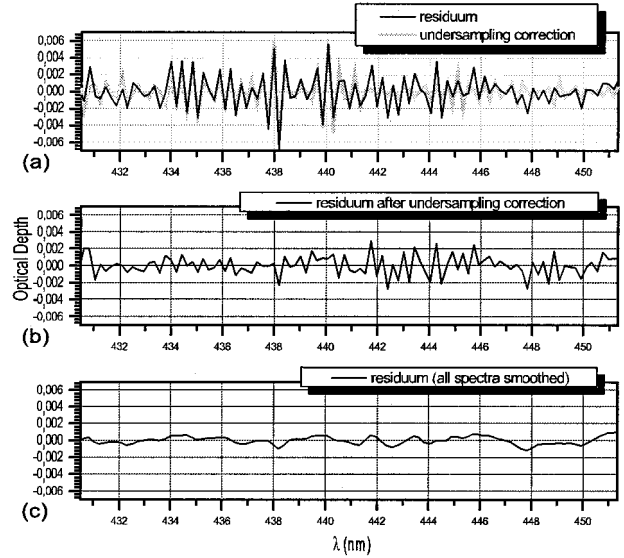 residuum
undersampling correction
0,006
0,004
0,002
0,000
-0,002
-0,004
-0,006
432 434 436 438 440 442 444 446 448 450
(a)
residuum after undersampling correction
0,006
0,004
0,002
0,000
-0,002
-0,004
-0,006
Optical Depth
432 434 436 438 440 442 444 446 448 450
(b)
residuum (all spectra smoothed)
0,006
0,004
0,002
0,000
-0,002
-0,004
-0,006
432 434 436 438 440 442 444 446 448 450
(c)
λ (nm)